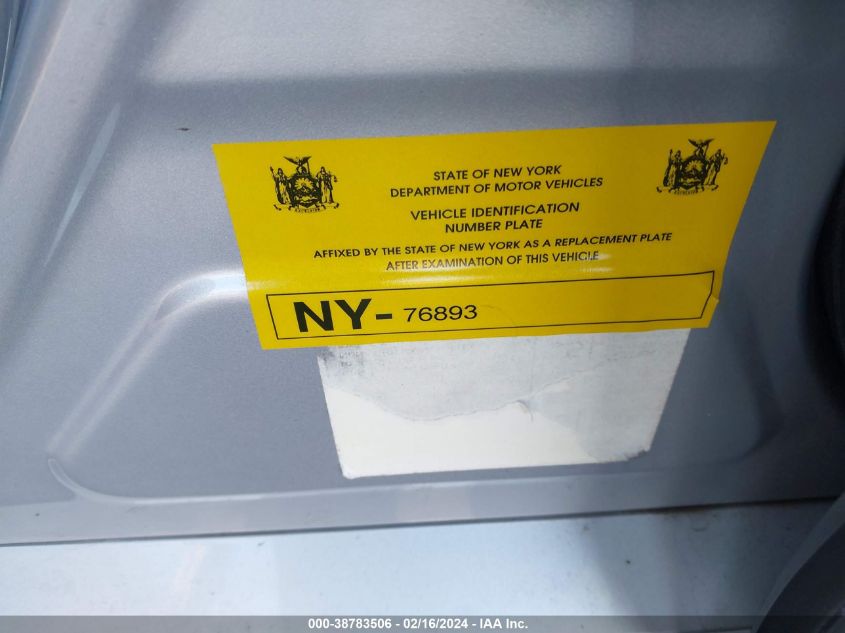 STATE OF NEW YORK
DEPARTMENT OF MOTOR VEHICLES
VEHICLE IDENTIFICATION
NUMBER PLATE
AFFIXED BY THE STATE OF NEW YORK AS A REPLACEMENT PLATE
AFTER EXAMINATION OF THIS VEHICLE
NY- 76893
000-38783506 - 02/16/2024 - IAA Inc.